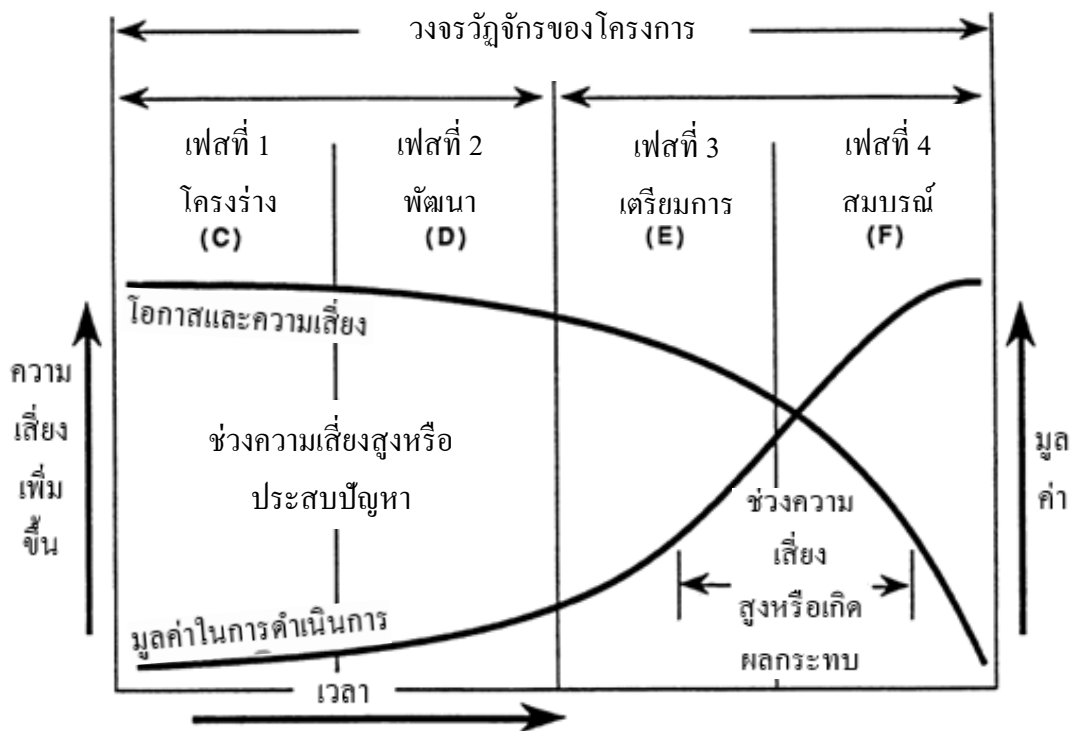 วงจรวัฏจักรของโครงการ
เฟสที่ 1
โครงร่าง
(C)
เฟสที่ 2
พัฒนา
(D)
เฟสที่ 3
เตรียมการ
(E)
เฟสที่ 4
สมบรณ์
(F)
โอกาสและความเสี่ยง
ความ
เสี่ยง
เพิ่ม
ขึ้น
ช่วงความเสี่ยงสูงหรือ
ประสบปัญหา
มูล
ค่า
ช่วงความ
เสี่ยง
สูงหรือเกิด
ผลกระทบ
มูลค่าในการดำเนินการ
เวลา